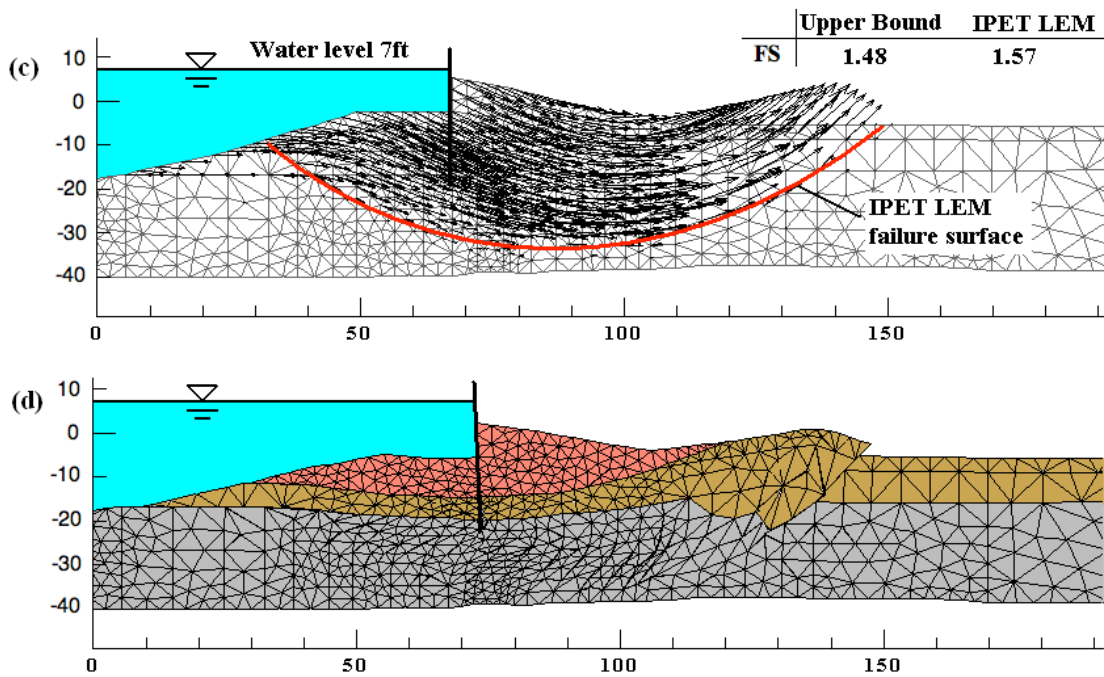 Upper Bound IPET LEM
FS 1.48 1.57
(c)
Water level 7ft
10
0
-10
-20
-30
-40
IPET LEM
failure surface
0 50 100 150
(d)
10
0
-10
-20
-30
-40
0 50 100 150